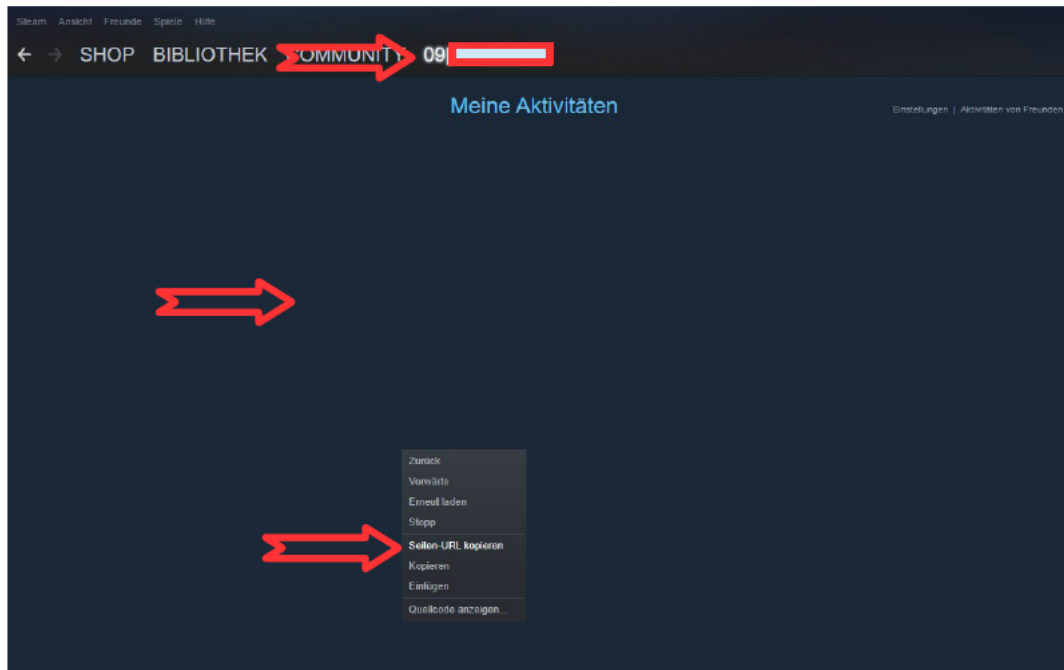 Steam Ansicht Freunde Spiele Hilfe
← → SHOP BIBLIOTHEK COMMUNITY 09
Meine Aktivitäten
Einstellungen | Aktivitäten von Freunden
Zurück
Vorwärts
Erneut laden
Stopp
Seiten-URL kopieren
Kopieren
Einfügen
Quellcode anzeigen...